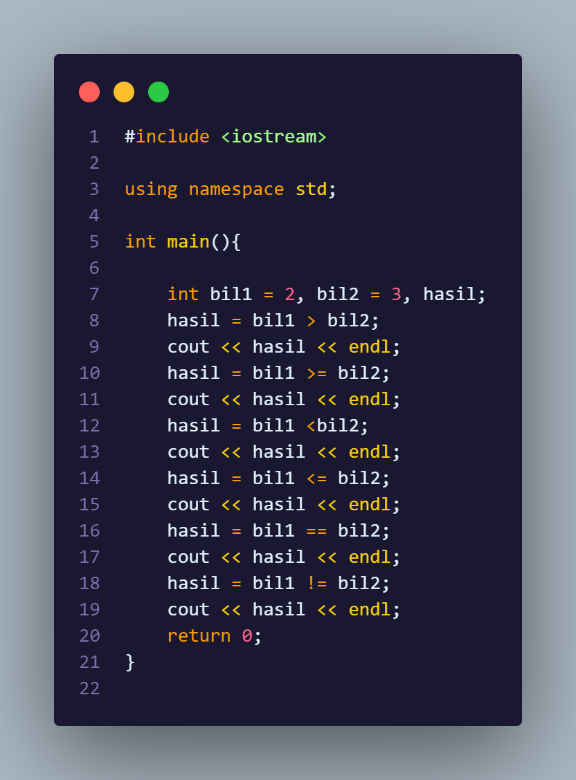 1 #include <iostream>
2
3 using namespace std;
4
5 int main(){
6
7     int bil1 = 2, bil2 = 3, hasil;
8     hasil = bil1 > bil2;
9     cout << hasil << endl;
10     hasil = bil1 >= bil2;
11     cout << hasil << endl;
12     hasil = bil1 <bil2;
13     cout << hasil << endl;
14     hasil = bil1 <= bil2;
15     cout << hasil << endl;
16     hasil = bil1 == bil2;
17     cout << hasil << endl;
18     hasil = bil1 != bil2;
19     cout << hasil << endl;
20     return 0;
21 }
22